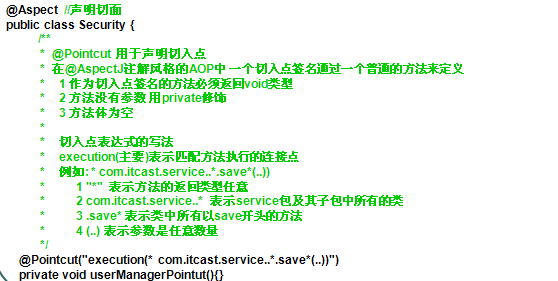 @Aspect //声明切面
public class Security {
/**
* @Pointcut 用于声明切入点
* 在@AspectJ注解风格的AOP中 一个切入点签名通过一个普通的方法来定义
* 1 作为切入点签名的方法必须返回void类型
* 2 方法没有参数 用private修饰
* 3 方法体为空
*
* 切入点表达式的写法
* execution(主要)表示匹配方法执行的连接点
* 例如: * com.itcast.service..*.save*(..))
* 1 "*" 表示方法的返回类型任意
* 2 com.itcast.service..* 表示service包及其子包中所有的类
* 3 .save* 表示类中所有以save开头的方法
* 4 (..) 表示参数是任意数量
*/
@Pointcut("execution(* com.itcast.service..*.save*(..))")
private void userManagerPointut(){}